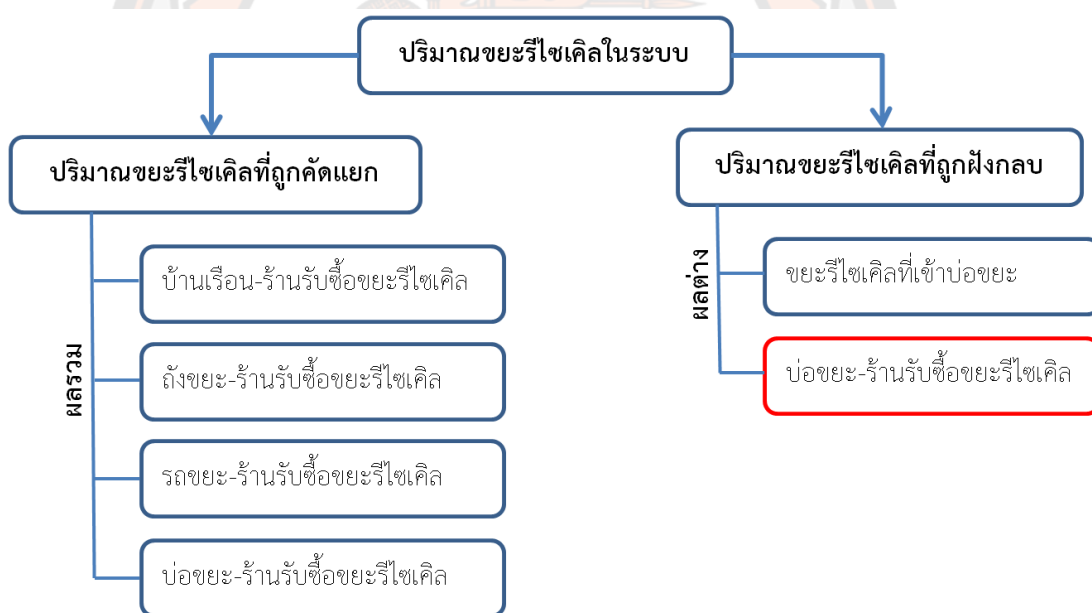 ปริมาณขยะรีไซเคิลในระบบ
ปริมาณขยะรีไซเคิลที่ถูกคัดแยก
ผลรวม
บ้านเรือน-ร้านรับซื้อขยะรีไซเคิล
ถังขยะ-ร้านรับซื้อขยะรีไซเคิล
รถขยะ-ร้านรับซื้อขยะรีไซเคิล
บ่อขยะ-ร้านรับซื้อขยะรีไซเคิล
ปริมาณขยะรีไซเคิลที่ถูกฝังกลบ
ผลต่าง
ขยะรีไซเคิลที่เข้าบ่อขยะ
บ่อขยะ-ร้านรับซื้อขยะรีไซเคิล